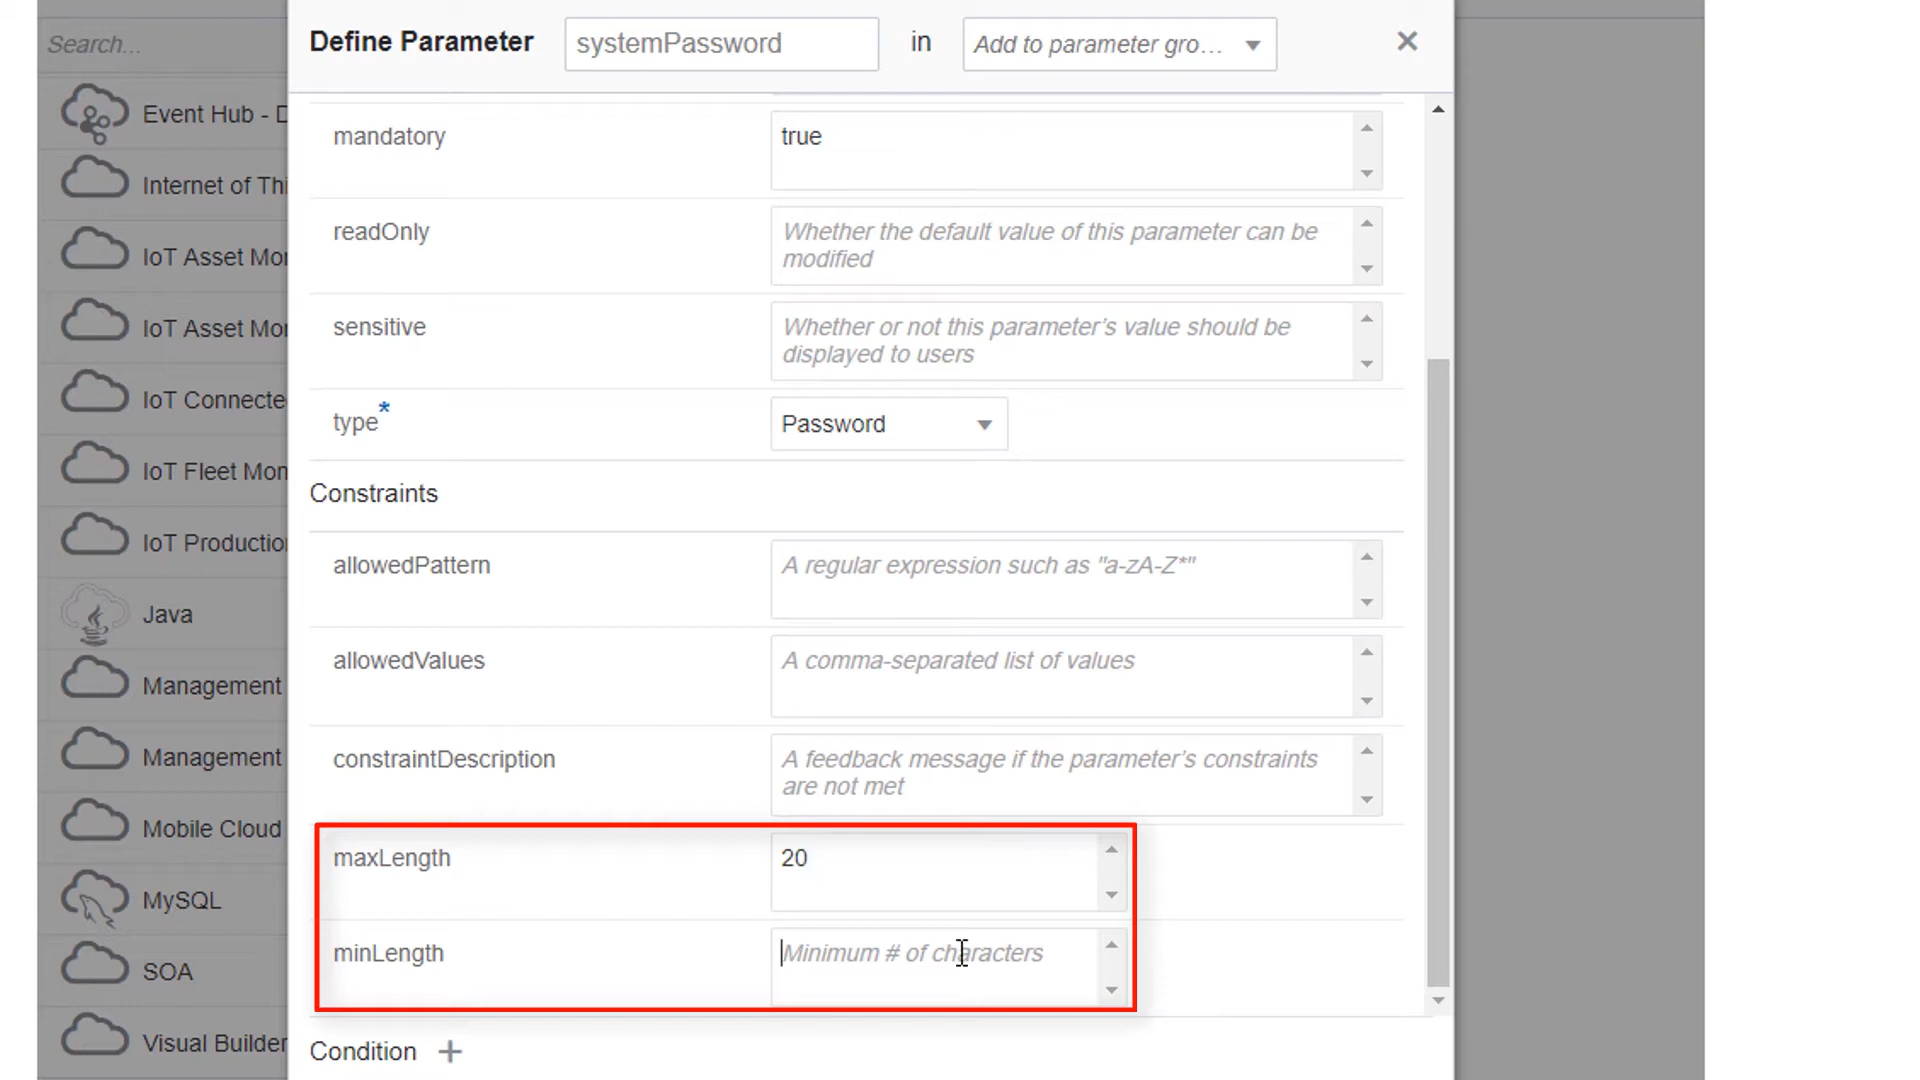 Search...
Event Hub - D
Internet of Thi
IoT Asset Mor
IoT Asset Mor
IoT Connecte
IoT Fleet Mon
IoT Production
Java
Management
Management
Mobile Cloud
MySQL
SOA
Visual Builder
Define Parameter
systemPassword
in
Add to parameter gro...
mandatory
true
readOnly
Whether the default value of this parameter can be
modified
sensitive
Whether or not this parameter's value should be
displayed to users
type*
Password
Constraints
allowedPattern
A regular expression such as "a-zA-Z*"
allowedValues
A comma-separated list of values
constraintDescription
A feedback message if the parameter's constraints
are not met
maxLength
20
minLength
Minimum # of characters
Condition +